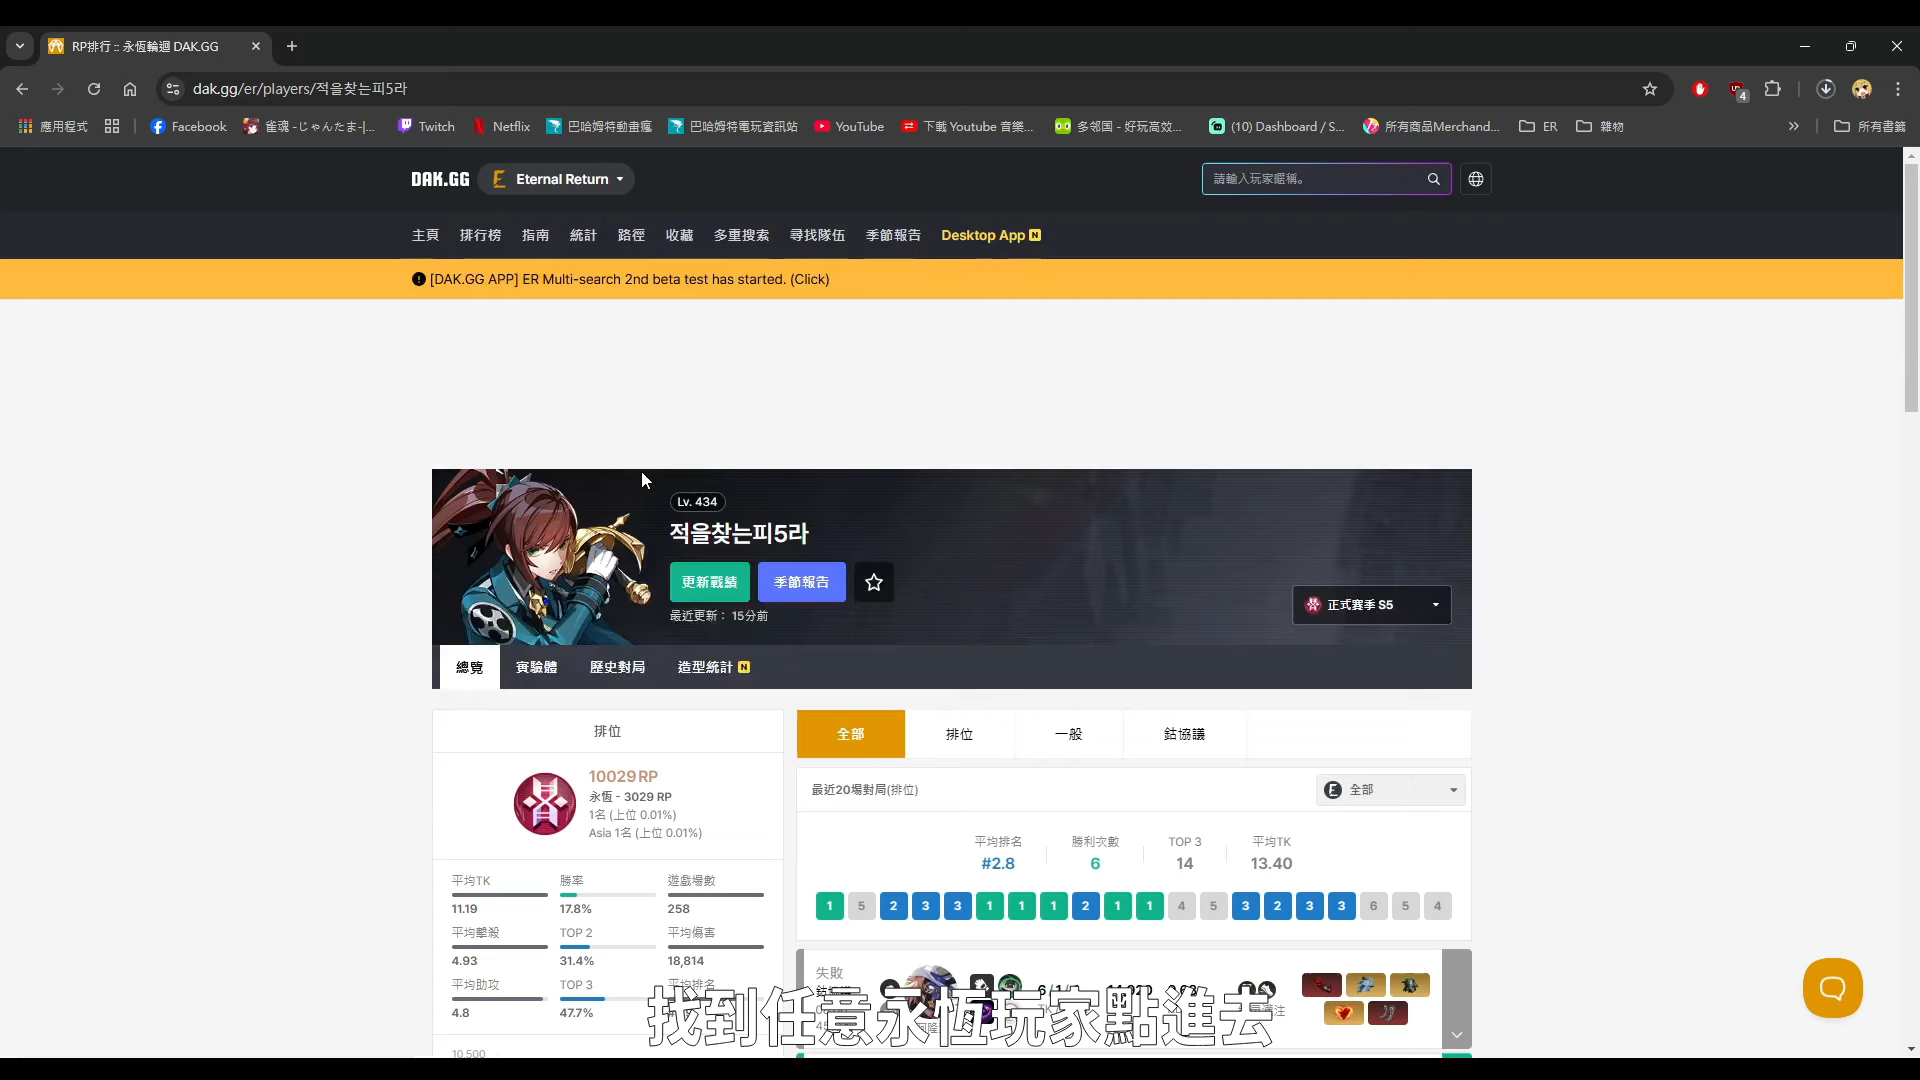 RP排行 :: 永恆輪迴 DAK.GG
dak.gg/er/players/적을찾는피5라
4
應用程式
Facebook
雀魂 -じゃんたま-|...
Twitch
Netflix
巴哈姆特動畫瘋
巴哈姆特電玩資訊站
YouTube
下載 Youtube 音樂...
多邻国 - 好玩高效...
(10) Dashboard / S...
所有商品Merchand...
ER
雜物
所有書籤
DAK.GG
Eternal Return
請輸入玩家暱稱。
主頁
排行榜
指南
統計
路徑
收藏
多重搜索
尋找隊伍
季節報告
Desktop App N
[DAK.GG APP] ER Multi-search 2nd beta test has started. (Click)
Lv. 434
적을찾는피5라
更新戰績
季節報告
最近更新： 15分前
正式賽季 S5
總覽
實驗體
歷史對局
造型統計 N
排位
10029 RP
永恆 - 3029 RP
1名 (上位 0.01%)
Asia 1名 (上位 0.01%)
平均TK
勝率
遊戲場數
11.19
17.8%
258
平均擊殺
TOP 2
平均傷害
4.93
31.4%
18,814
平均助攻
TOP 3
平均排名
4.8
47.7%
10,500
全部
排位
一般
鈷協議
最近20場對局(排位)
全部
平均排名
勝利次數
TOP 3
平均TK
#2.8
6
14
13.40
1 5 2 3 3 1 1 1 2 1 1 4 5 3 2 3 3 6 5 4
失敗
找到任意永恆玩家點進去